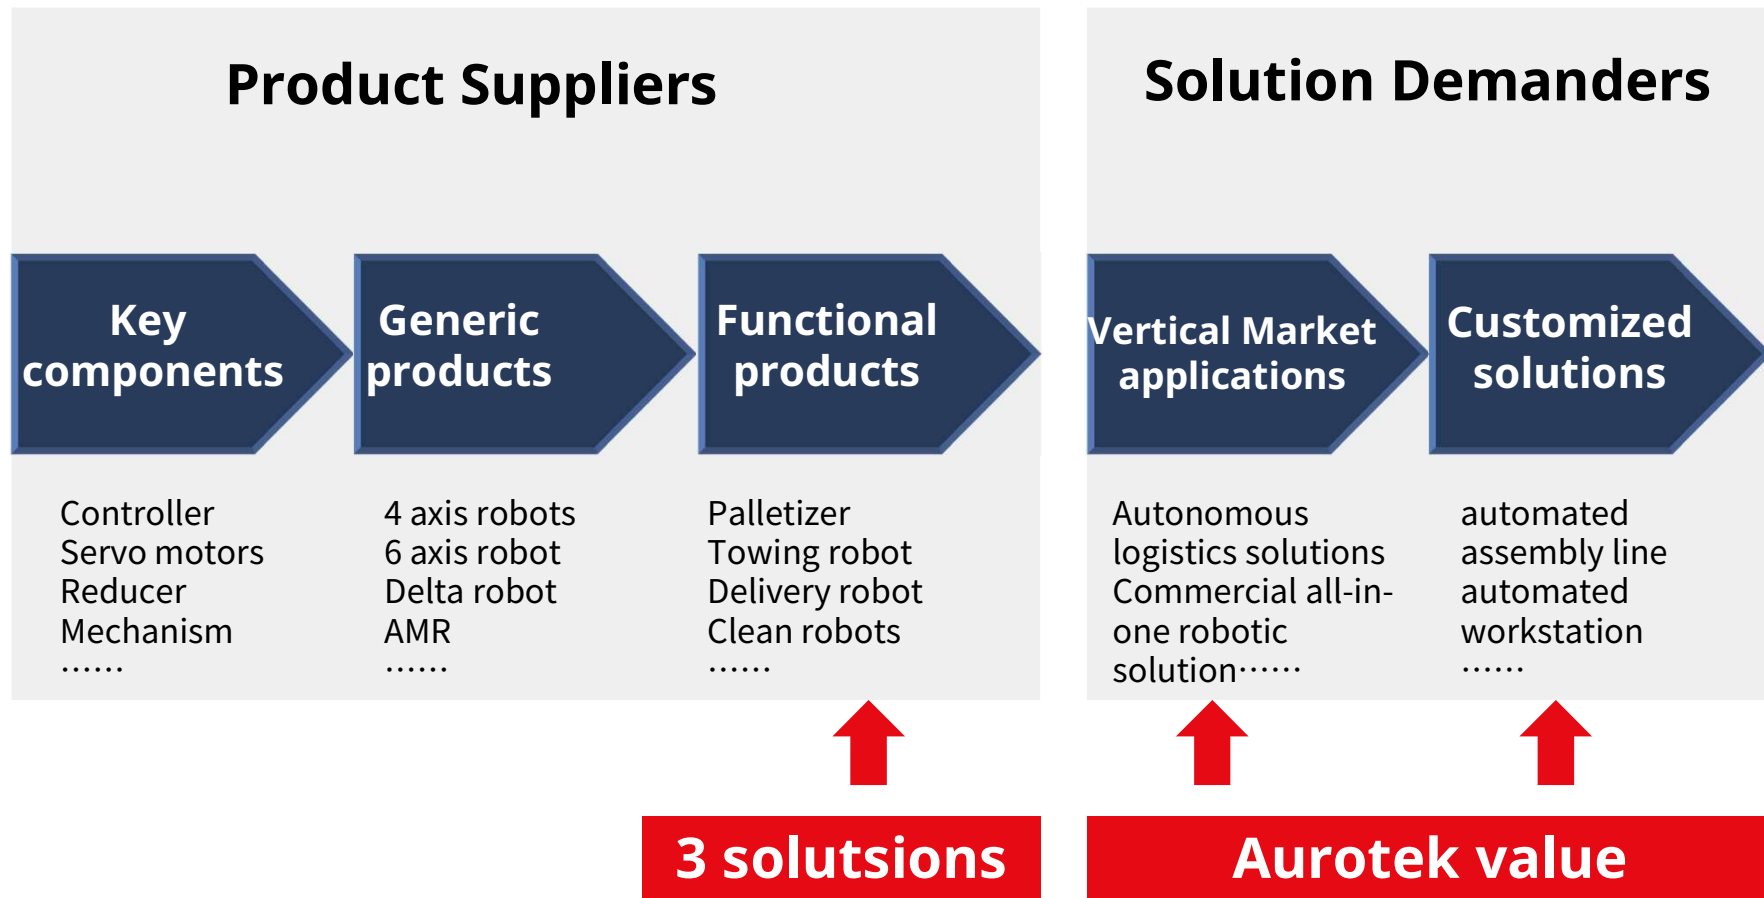 Product Suppliers
Solution Demanders
Key
components
Generic
products
Functional
products
Vertical Market
applications
Customized
solutions
Controller
Servo motors
Reducer
Mechanism
······
4 axis robots
6 axis robot
Delta robot
AMR
······
Palletizer
Towing robot
Delivery robot
Clean robots
······
Autonomous
logistics solutions
Commercial all-in-
one robotic
solution······
automated
assembly line
automated
workstation
······
3 solutsions
Aurotek value